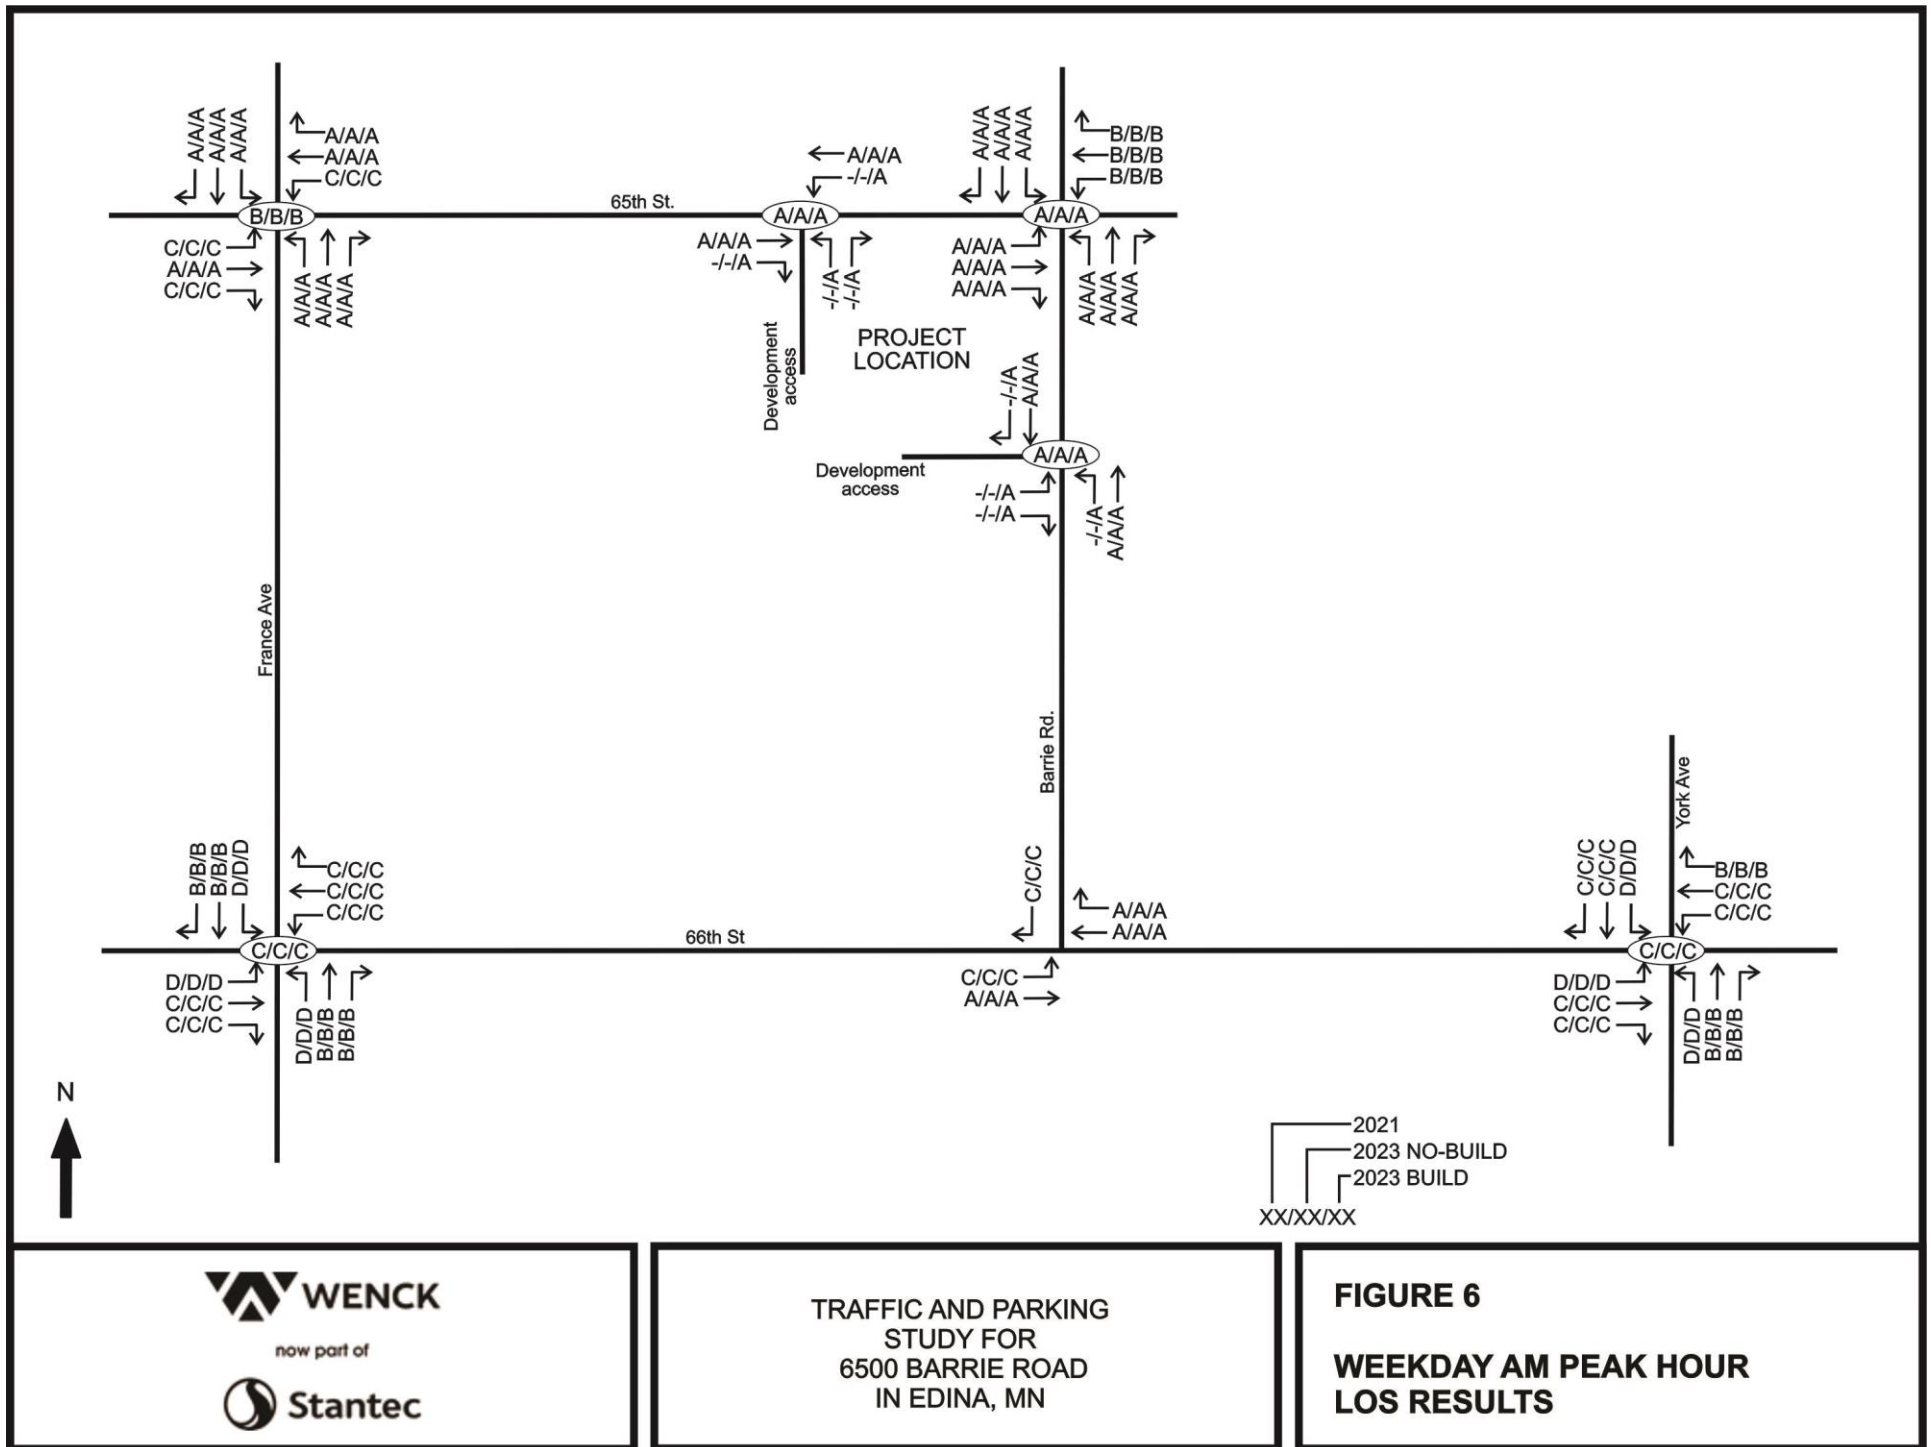 A/A/A
A/A/A
A/A/A
A/A/A
A/A/A
C/C/C
B/B/B
C/C/C
A/A/A
C/C/C
A/A/A
A/A/A
A/A/A
65th St.
A/A/A
-/-/A
A/A/A
A/A/A
-/-/A
-/-/A
-/-/A
Development
access
PROJECT
LOCATION
A/A/A
A/A/A
A/A/A
B/B/B
B/B/B
B/B/B
A/A/A
A/A/A
A/A/A
A/A/A
A/A/A
A/A/A
A/A/A
-/-/A
A/A/A
A/A/A
Development
access
-/-/A
-/-/A
-/-/A
A/A/A
France Ave
Barrie Rd.
York Ave
B/B/B
B/B/B
D/D/D
C/C/C
C/C/C
C/C/C
C/C/C
D/D/D
C/C/C
C/C/C
D/D/D
B/B/B
B/B/B
66th St
C/C/C
A/A/A
A/A/A
C/C/C
A/A/A
C/C/C
C/C/C
D/D/D
B/B/B
C/C/C
C/C/C
C/C/C
D/D/D
C/C/C
C/C/C
D/D/D
B/B/B
B/B/B
N
2021
2023 NO-BUILD
2023 BUILD
XX/XX/XX
WENCK
now part of
Stantec
TRAFFIC AND PARKING
STUDY FOR
6500 BARRIE ROAD
IN EDINA, MN
FIGURE 6
WEEKDAY AM PEAK HOUR
LOS RESULTS